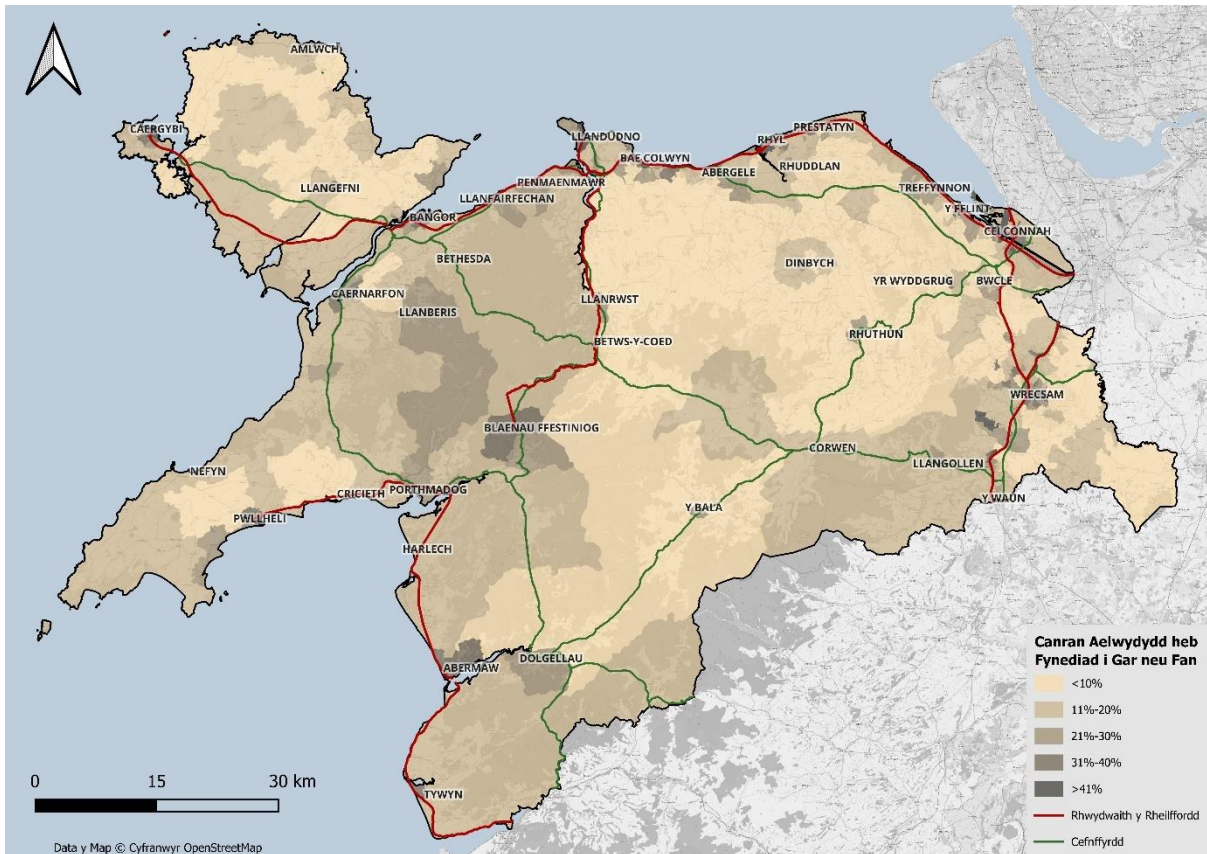 AMLWCH
CAERGYBI
LLANDUDNO
PRESTATYN
RHYL
BAE COLWYN
RHUDDLAN
ABERGELE
PENMAENMAWR
LLANGEFNI
TREFFYNNON
LLANFAIRFECHAN
Y FFLINT
BANGOR
CEI CONNAH
BETHESDA
DINBYCH
YR WYDDGRUG
BWCLE
CAERNARFON
LLANRWST
LLANBERIS
RHUTHUN
BETWS-Y-COED
WRECSAM
BLAENAU FFESTINIOG
CORWEN
LLANGOLLEN
NEFYN
PORTHMADOG
CRICIETH
Y WAUN
Y BALA
PWLLHELI
HARLECH
DOLGELLAU
ABERMAW
TYWYN
Canran Aelwydydd heb
Fynediad i Gar neu Fan
<10%
11%-20%
21%-30%
31%-40%
>41%
Rhwydwaith y Rheilffordd
Cefnffyrdd
0 15 30 km
Data y Map © Cyfranwyr OpenStreetMap